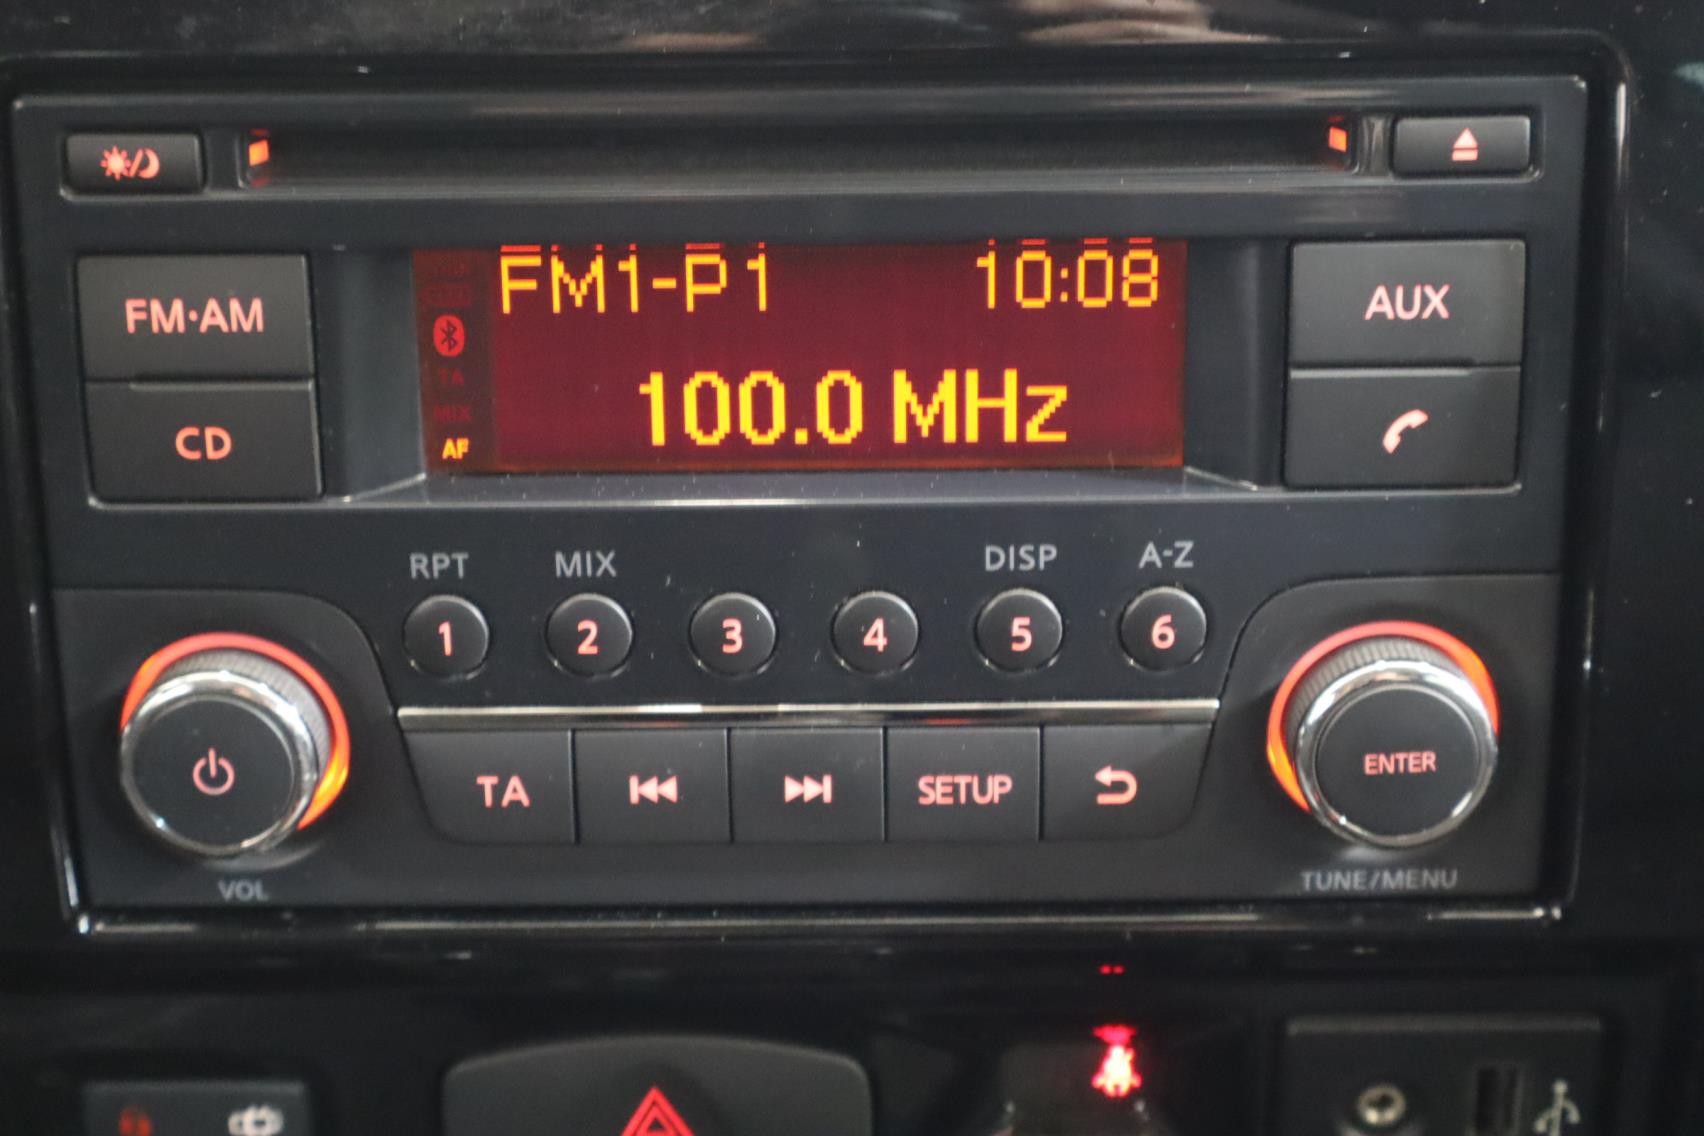 FM1-P1 10:08
FM·AM
AUX
TA
100.0 MHz
MIX
CD
AF
RPT MIX DISP A-Z
1 2 3 4 5 6
ENTER
TA SETUP
VOL
TUNE/MENU